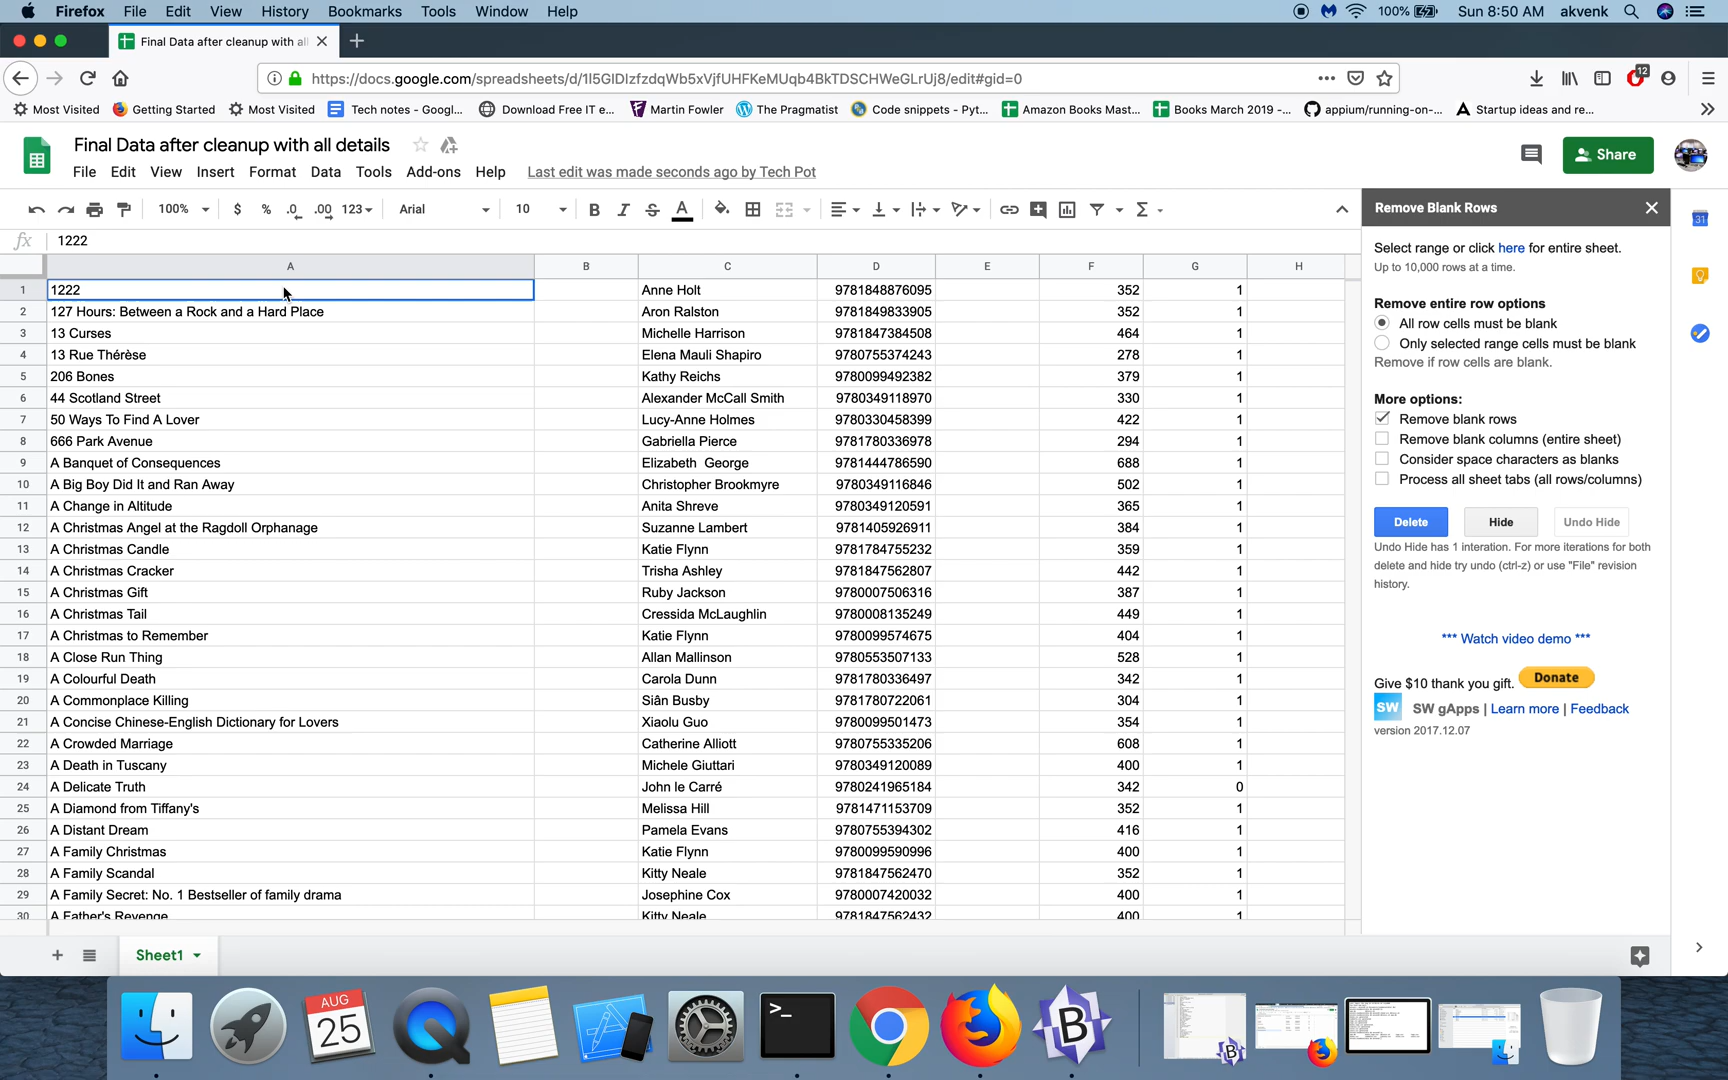 Firefox File Edit View History Bookmarks Tools Window Help 100% Sun 8:50 AM akvenk
Final Data after cleanup with al
https://docs.google.com/spreadsheets/d/1I5GIDIzfzdqWb5xVjfUHFKeMUqb4BkTDSCHWeGLrUj8/edit#gid=0 12
Most Visited Getting Started Most Visited Tech notes - Googl... Download Free IT e... Martin Fowler The Pragmatist Code snippets - Pyt... Amazon Books Mast... Books March 2019 -... appium/running-on-... Startup ideas and re...
Final Data after cleanup with all details
File Edit View Insert Format Data Tools Add-ons Help Last edit was made seconds ago by Tech Pot
Share
100% $ % .0 .00 123 Arial 10 B I S A
fx 1222
A B C D E F G H
1 1222 Anne Holt 9781848876095 352 1
2 127 Hours: Between a Rock and a Hard Place Aron Ralston 9781849833905 352 1
3 13 Curses Michelle Harrison 9781847384508 464 1
4 13 Rue Thérèse Elena Mauli Shapiro 9780755374243 278 1
5 206 Bones Kathy Reichs 9780099492382 379 1
6 44 Scotland Street Alexander McCall Smith 9780349118970 330 1
7 50 Ways To Find A Lover Lucy-Anne Holmes 9780330458399 422 1
8 666 Park Avenue Gabriella Pierce 9781780336978 294 1
9 A Banquet of Consequences Elizabeth George 9781444786590 688 1
10 A Big Boy Did It and Ran Away Christopher Brookmyre 9780349116846 502 1
11 A Change in Altitude Anita Shreve 9780349120591 365 1
12 A Christmas Angel at the Ragdoll Orphanage Suzanne Lambert 9781405926911 384 1
13 A Christmas Candle Katie Flynn 9781784755232 359 1
14 A Christmas Cracker Trisha Ashley 9781847562807 442 1
15 A Christmas Gift Ruby Jackson 9780007506316 387 1
16 A Christmas Tail Cressida McLaughlin 9780008135249 449 1
17 A Christmas to Remember Katie Flynn 9780099574675 404 1
18 A Close Run Thing Allan Mallinson 9780553507133 528 1
19 A Colourful Death Carola Dunn 9781780336497 342 1
20 A Commonplace Killing Siân Busby 9781780722061 304 1
21 A Concise Chinese-English Dictionary for Lovers Xiaolu Guo 9780099501473 354 1
22 A Crowded Marriage Catherine Alliott 9780755335206 608 1
23 A Death in Tuscany Michele Giuttari 9780349120089 400 1
24 A Delicate Truth John le Carré 9780241965184 342 0
25 A Diamond from Tiffany's Melissa Hill 9781471153709 352 1
26 A Distant Dream Pamela Evans 9780755394302 416 1
27 A Family Christmas Katie Flynn 9780099590996 400 1
28 A Family Scandal Kitty Neale 9781847562470 352 1
29 A Family Secret: No. 1 Bestseller of family drama Josephine Cox 9780007420032 400 1
30 A Father's Revenge Kitty Neale 9781847562432 400 1
Sheet1
Remove Blank Rows
Select range or click here for entire sheet.
Up to 10,000 rows at a time.
Remove entire row options
All row cells must be blank
Only selected range cells must be blank
Remove if row cells are blank.
More options:
Remove blank rows
Remove blank columns (entire sheet)
Consider space characters as blanks
Process all sheet tabs (all rows/columns)
Delete Hide Undo Hide
Undo Hide has 1 interation. For more iterations for both
delete and hide try undo (ctrl-z) or use "File" revision
history.
*** Watch video demo ***
Give $10 thank you gift. Donate
SW SW gApps | Learn more | Feedback
version 2017.12.07
31
AUG
25
>_
B